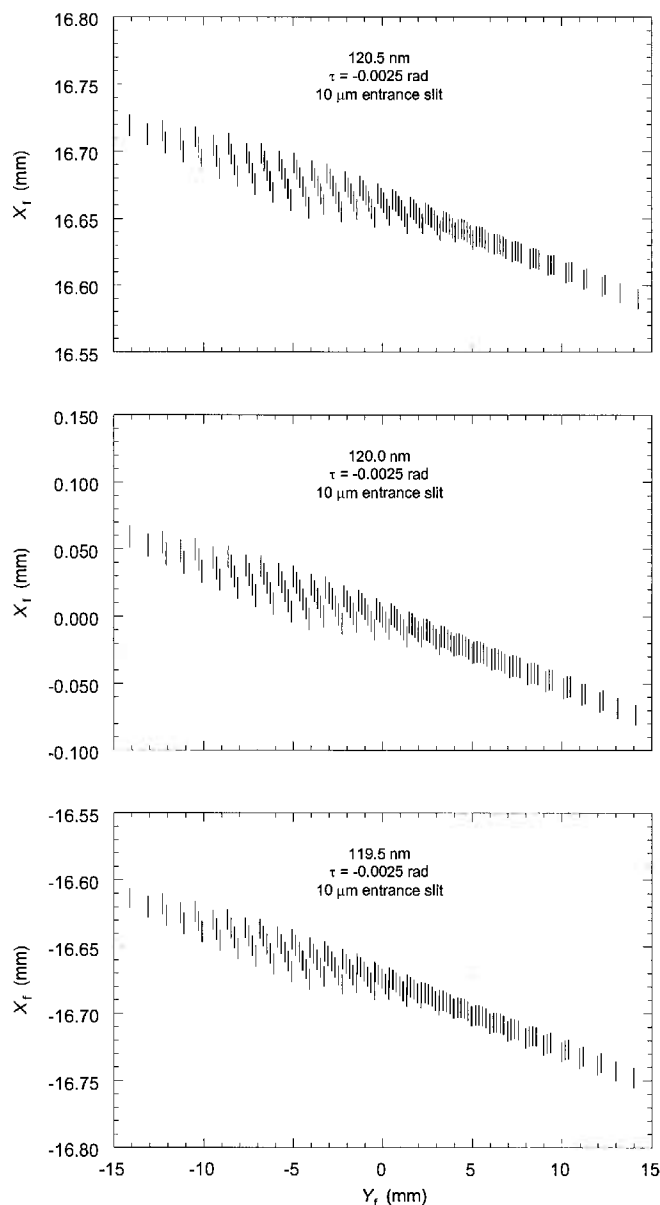 16.80
16.75
16.70
16.65
16.60
16.55
X_f (mm)
120.5 nm
τ = -0.0025 rad
10 μm entrance slit
0.150
0.100
0.050
0.000
-0.050
-0.100
X_f (mm)
120.0 nm
τ = -0.0025 rad
10 μm entrance slit
-16.55
-16.60
-16.65
-16.70
-16.75
-16.80
X_f (mm)
119.5 nm
τ = -0.0025 rad
10 μm entrance slit
-15 -10 -5 0 5 10 15
Y_f (mm)